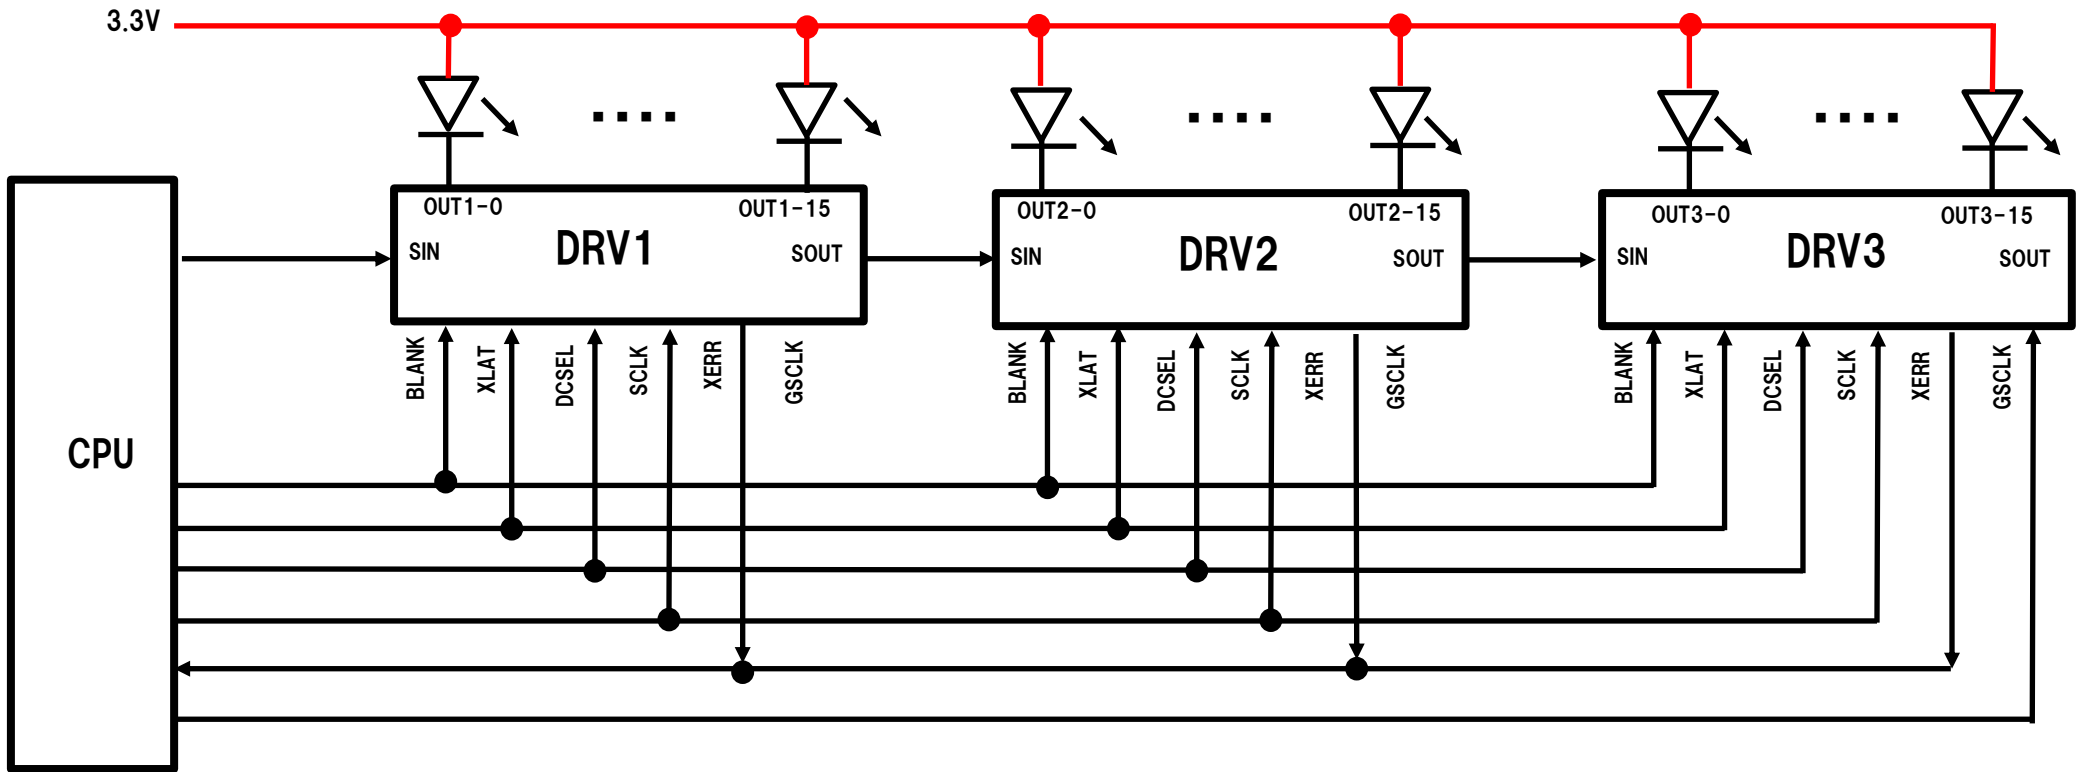 3.3V
OUT1-0
OUT1-15
SIN
DRV1
SOUT
BLANK
XLAT
DCSEL
SCLK
XERR
GSCLK
OUT2-0
OUT2-15
SIN
DRV2
SOUT
BLANK
XLAT
DCSEL
SCLK
XERR
GSCLK
OUT3-0
OUT3-15
SIN
DRV3
SOUT
BLANK
XLAT
DCSEL
SCLK
XERR
GSCLK
CPU